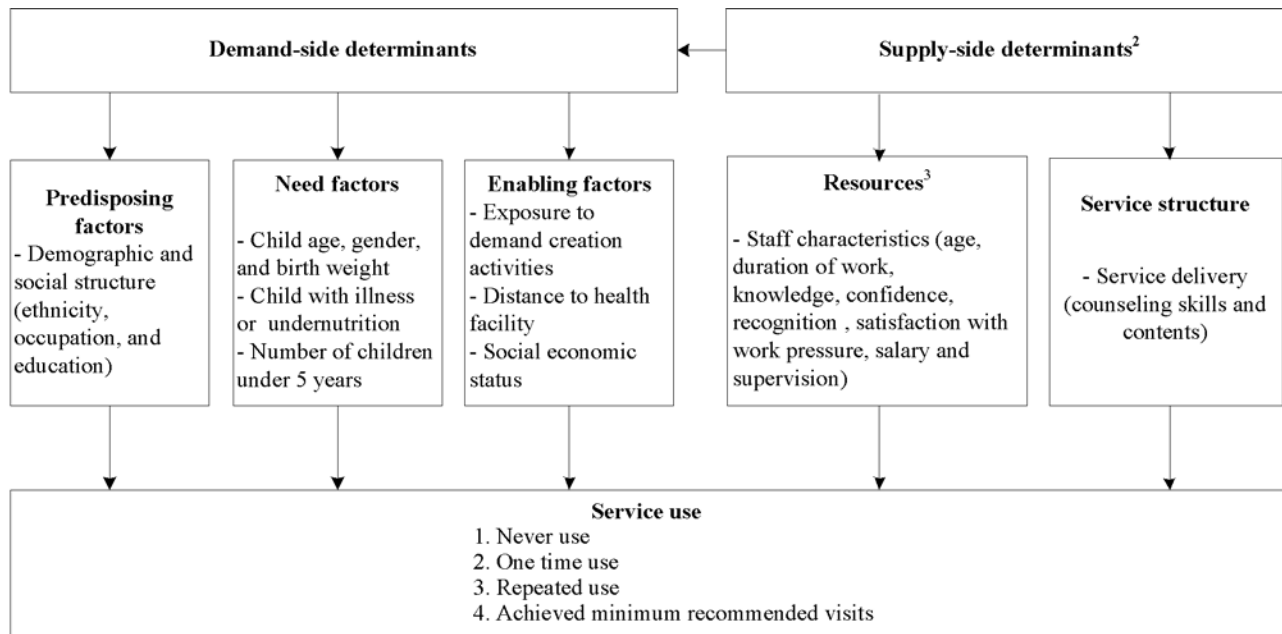 Demand-side determinants
Supply-side determinants²
Predisposing
factors
- Demographic and
social structure
(ethnicity,
occupation, and
education)
Need factors
- Child age, gender,
and birth weight
- Child with illness
or undernutrition
- Number of children
under 5 years
Enabling factors
- Exposure to
demand creation
activities
- Distance to health
facility
- Social economic
status
Resources³
- Staff characteristics (age,
duration of work,
knowledge, confidence,
recognition , satisfaction with
work pressure, salary and
supervision)
Service structure
- Service delivery
(counseling skills and
contents)
Service use
1. Never use
2. One time use
3. Repeated use
4. Achieved minimum recommended visits